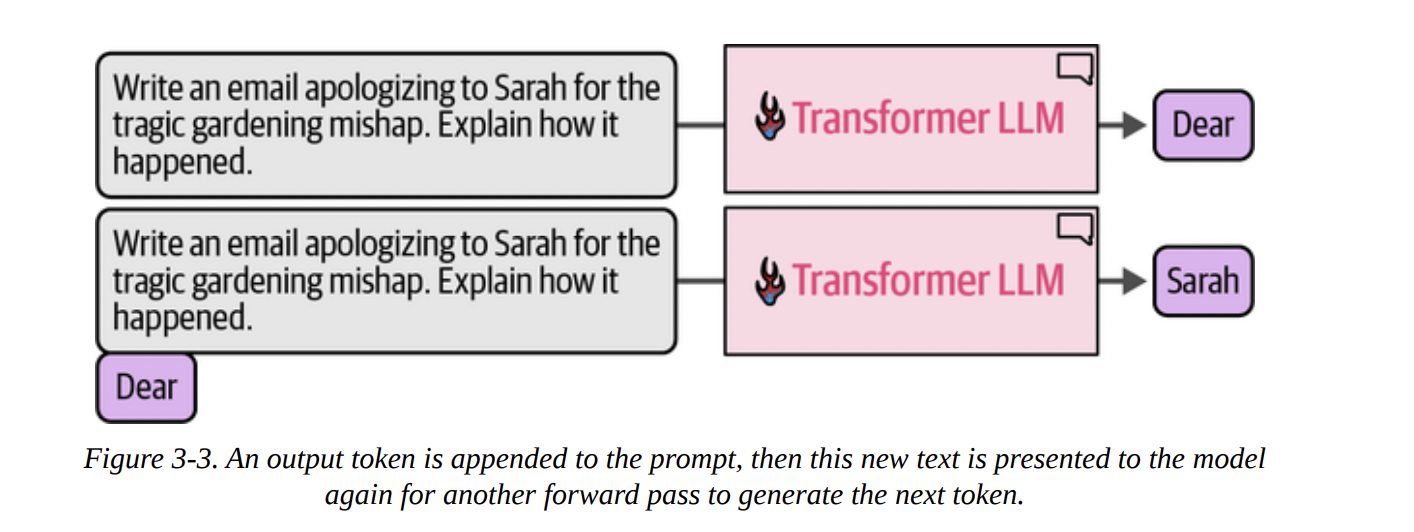 Write an email apologizing to Sarah for the
tragic gardening mishap. Explain how it
happened.
Transformer LLM
Dear
Write an email apologizing to Sarah for the
tragic gardening mishap. Explain how it
happened.
Dear
Transformer LLM
Sarah
Figure 3-3. An output token is appended to the prompt, then this new text is presented to the model
again for another forward pass to generate the next token.